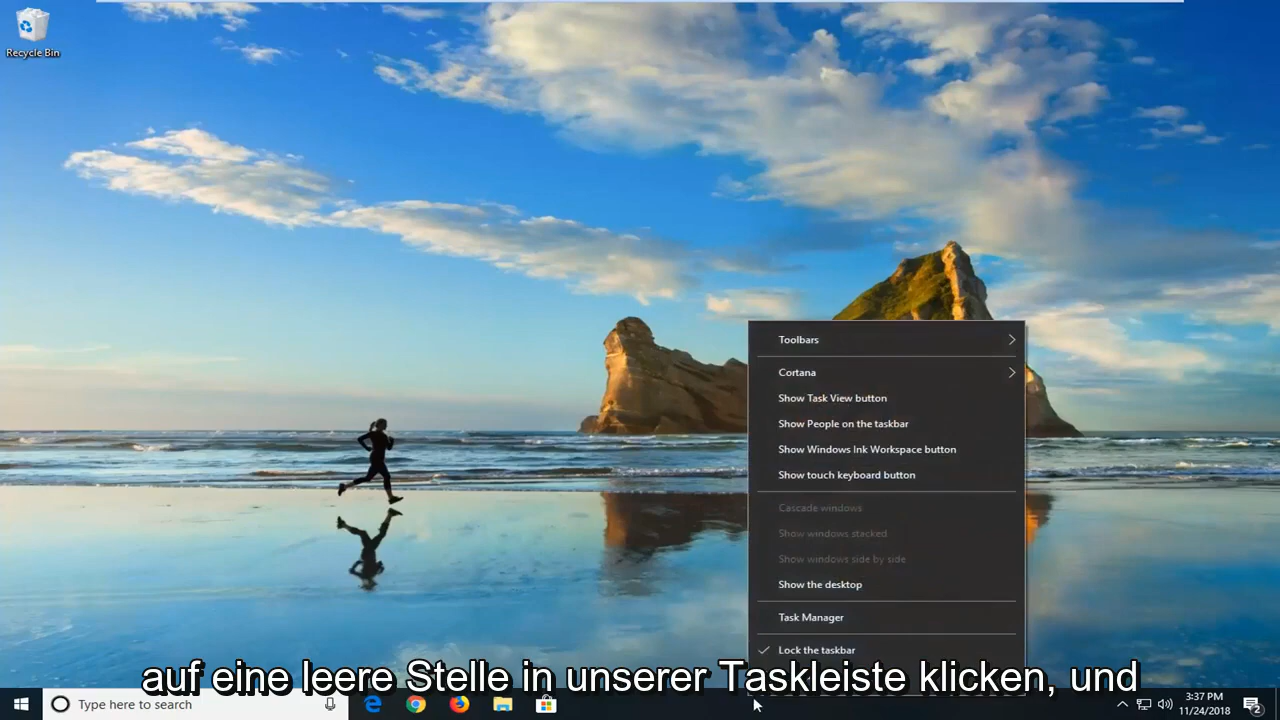 Recycle Bin
Toolbars
Cortana
Show Task View button
Show People on the taskbar
Show Windows Ink Workspace button
Show touch keyboard button
Cascade windows
Show windows stacked
Show windows side by side
Show the desktop
Task Manager
Lock the taskbar
auf eine leere Stelle in unserer Taskleiste klicken, und
Type here to search
3:37 PM
11/24/2018
2